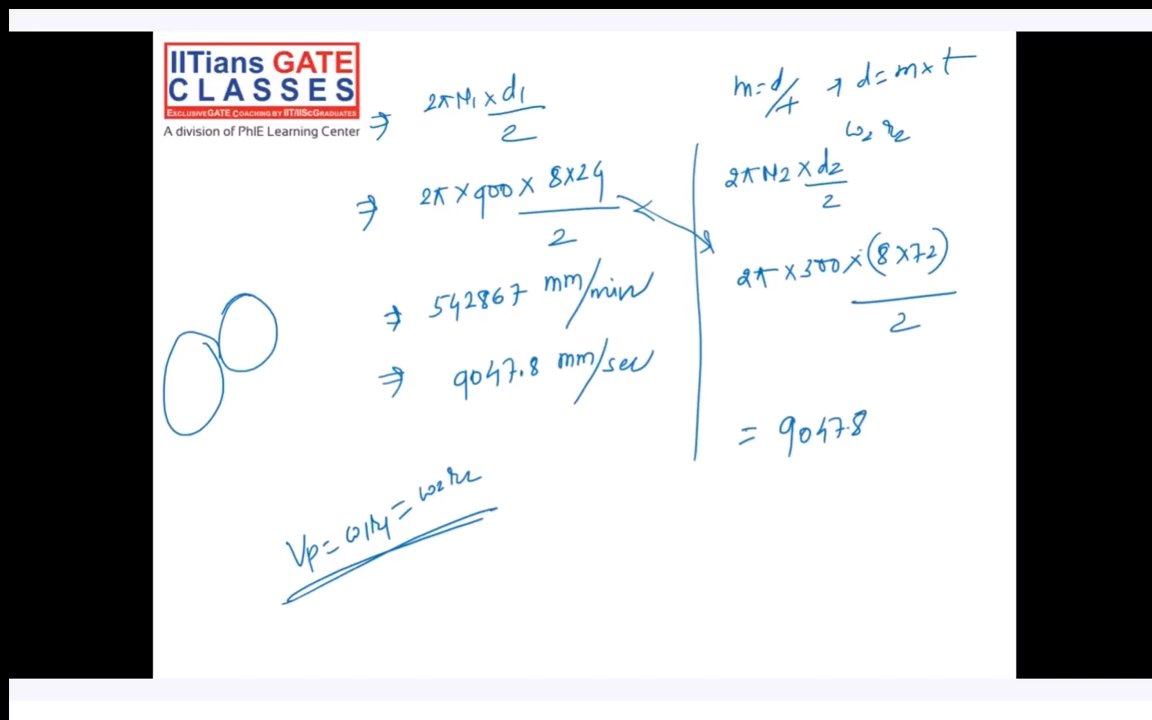 IITians GATE
CLASSES
EXCLUSIVE GATE COACHING BY IIT/IISC GRADUATES
A division of PhIE Learning Center
⇒ 2πN₁ × d₁/2
⇒ 2π × 900 × 8×24/2
⇒ 542867 mm/min
⇒ 9047.8 mm/sec
Vp = ω₁r₁ = ω₂r₂
m = d/t → d = m × t
ω₂ r₂
2πN2 × d2/2
2π × 300 × (8×72)/2
= 9047.8